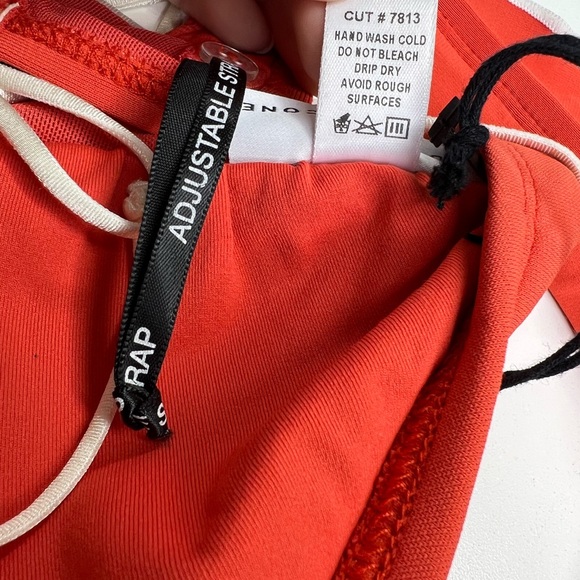 CUT # 7813
HAND WASH COLD
DO NOT BLEACH
DRIP DRY
AVOID ROUGH
SURFACES
ADJUSTABLE STR
RAP
S